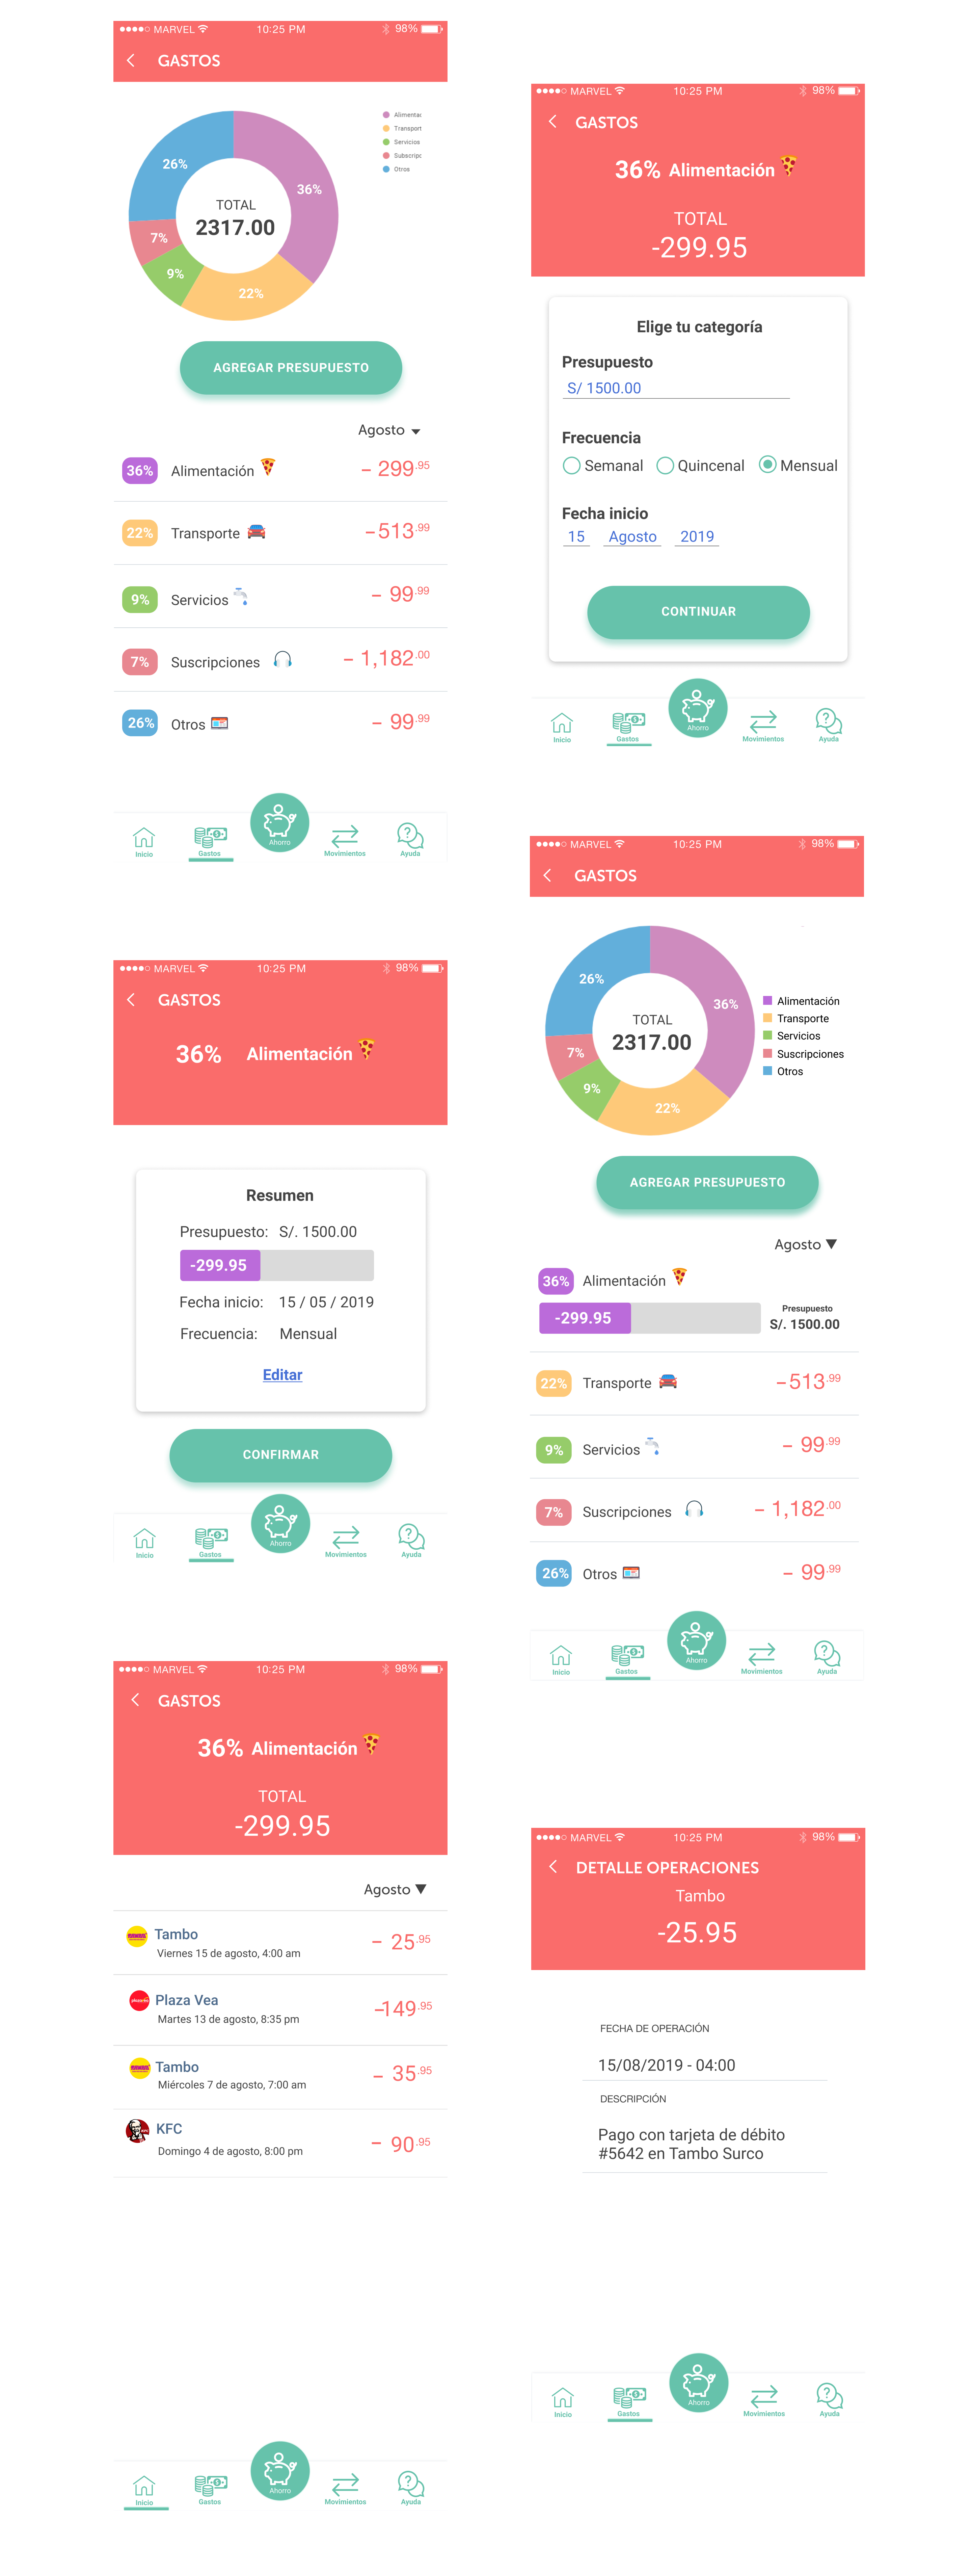 MARVEL 10:25 PM 98%
GASTOS
Alimentac
Transport
Servicios
Subscripc
Otros
26%
36%
7%
9%
22%
TOTAL
2317.00
AGREGAR PRESUPUESTO
Agosto
36% Alimentación - 299.95
22% Transporte -513.99
9% Servicios - 99.99
7% Suscripciones - 1,182.00
26% Otros - 99.99
Inicio Gastos Ahorro Movimientos Ayuda
MARVEL 10:25 PM 98%
GASTOS
36% Alimentación
TOTAL
-299.95
Elige tu categoría
Presupuesto
S/ 1500.00
Frecuencia
Semanal Quincenal Mensual
Fecha inicio
15 Agosto 2019
CONTINUAR
Inicio Gastos Ahorro Movimientos Ayuda
MARVEL 10:25 PM 98%
GASTOS
36% Alimentación
Resumen
Presupuesto: S/. 1500.00
-299.95
Fecha inicio: 15 / 05 / 2019
Frecuencia: Mensual
Editar
CONFIRMAR
Inicio Gastos Ahorro Movimientos Ayuda
MARVEL 10:25 PM 98%
GASTOS
26%
36%
7%
9%
22%
TOTAL
2317.00
Alimentación
Transporte
Servicios
Suscripciones
Otros
AGREGAR PRESUPUESTO
Agosto
36% Alimentación
-299.95
Presupuesto
S/. 1500.00
22% Transporte -513.99
9% Servicios - 99.99
7% Suscripciones - 1,182.00
26% Otros - 99.99
Inicio Gastos Ahorro Movimientos Ayuda
MARVEL 10:25 PM 98%
GASTOS
36% Alimentación
TOTAL
-299.95
Agosto
Tambo - 25.95
Viernes 15 de agosto, 4:00 am
Plaza Vea -149.95
Martes 13 de agosto, 8:35 pm
Tambo - 35.95
Miércoles 7 de agosto, 7:00 am
KFC - 90.95
Domingo 4 de agosto, 8:00 pm
Inicio Gastos Ahorro Movimientos Ayuda
MARVEL 10:25 PM 98%
DETALLE OPERACIONES
Tambo
-25.95
FECHA DE OPERACIÓN
15/08/2019 - 04:00
DESCRIPCIÓN
Pago con tarjeta de débito
#5642 en Tambo Surco
Inicio Gastos Ahorro Movimientos Ayuda